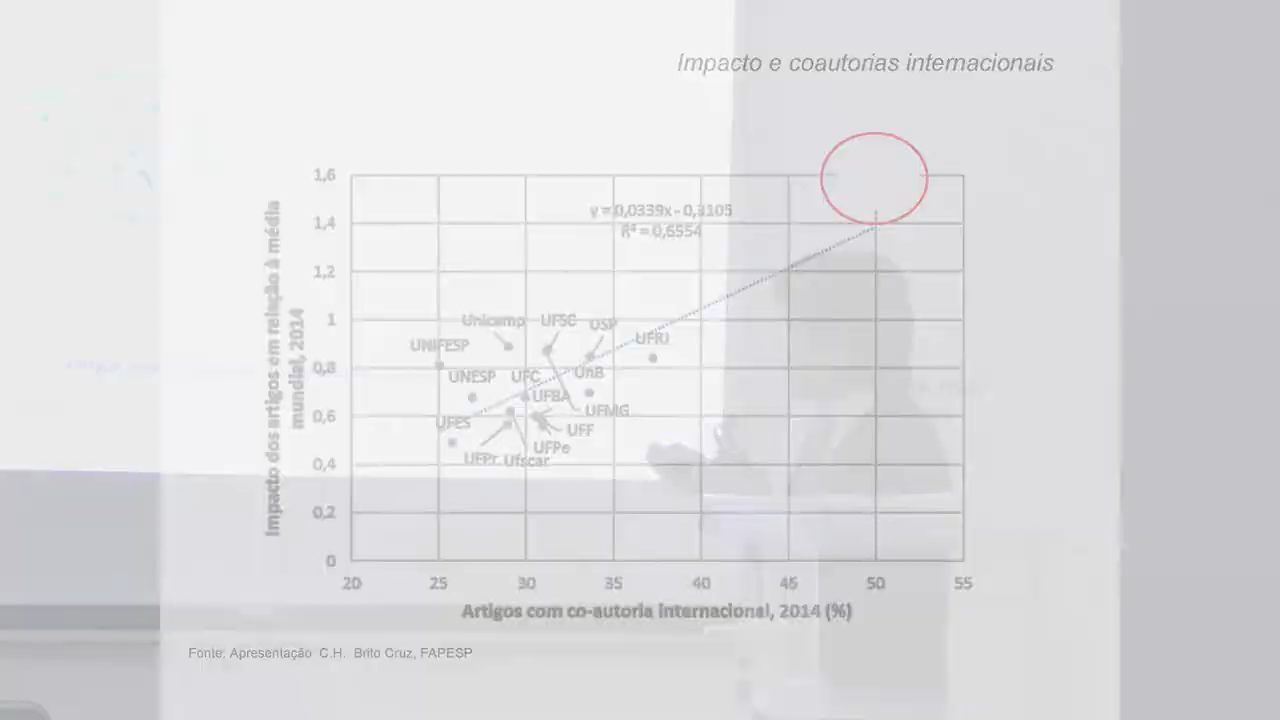 Impacto e coautorias internacionais
Impacto dos artigos em relação à média
mundial, 2014
1,6
1,4
1,2
1
0,8
0,6
0,4
0,2
0
y = 0,0339x - 0,3105
R² = 0,6554
Unicamp
UFSC
USP
UNIFESP
UFRJ
UNESP
UFC
UnB
UFBA
UFMG
UFES
UFF
UFPe
UFPr
Ufscar
20
25
30
35
40
45
50
55
Artigos com co-autoria internacional, 2014 (%)
Fonte: Apresentação C.H. Brito Cruz, FAPESP